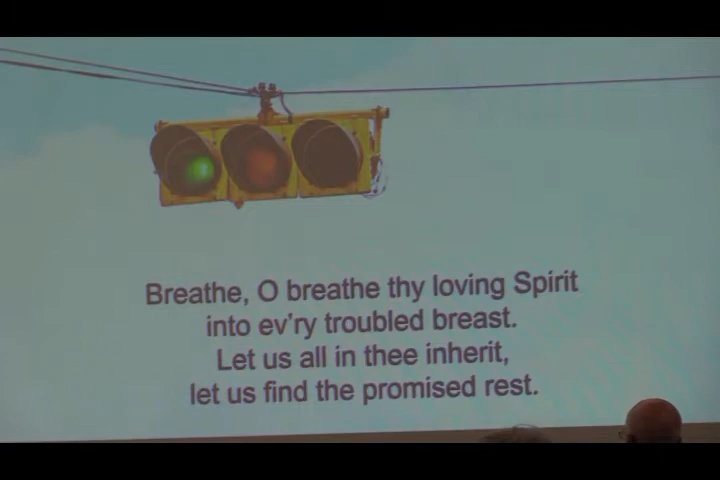 Breathe, O breathe thy loving Spirit
into ev'ry troubled breast.
Let us all in thee inherit,
let us find the promised rest.